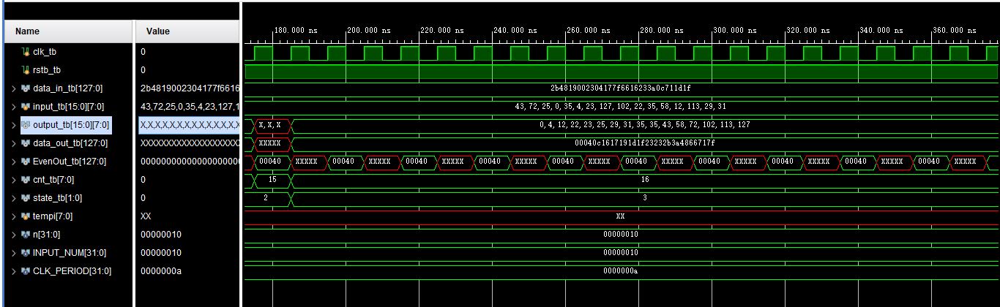 Name Value 180.000 ns 200.000 ns 220.000 ns 240.000 ns 260.000 ns 280.000 ns 300.000 ns 320.000 ns 340.000 ns 360.000 ns
clk_tb 0
rstb_tb 0
data_in_tb[127:0] 2b4819002304177f6616 2b4819002304177f6616233a0c711d1f
input_tb[15:0][7:0] 43,72,25,0,35,4,23,127,1 43, 72, 25, 0, 35, 4, 23, 127, 102, 22, 35, 58, 12, 113, 29, 31
output_tb[15:0][7:0] X,X,X,X,X,X,X,X,X,X,X,X,X X, X, X 0, 4, 12, 22, 23, 25, 29, 31, 35, 35, 43, 58, 72, 102, 113, 127
data_out_tb[127:0] XXXXXXXXXXXXXXXXXXXX XXXXX 00040c1617191d1f23232b3a4866717f
EvenOut_tb[127:0] 00000000000000000000 00040 XXXXX 00040 XXXXX 00040 XXXXX 00040 XXXXX 00040 XXXXX 00040 XXXXX 00040 XXXXX 00040 XXXXX 00040 XXXXX 00040 XXXXX
cnt_tb[7:0] 0 15 16
state_tb[1:0] 0 2 3
tempi[7:0] XX XX
n[31:0] 00000010 00000010
INPUT_NUM[31:0] 00000010 00000010
CLK_PERIOD[31:0] 0000000a 0000000a